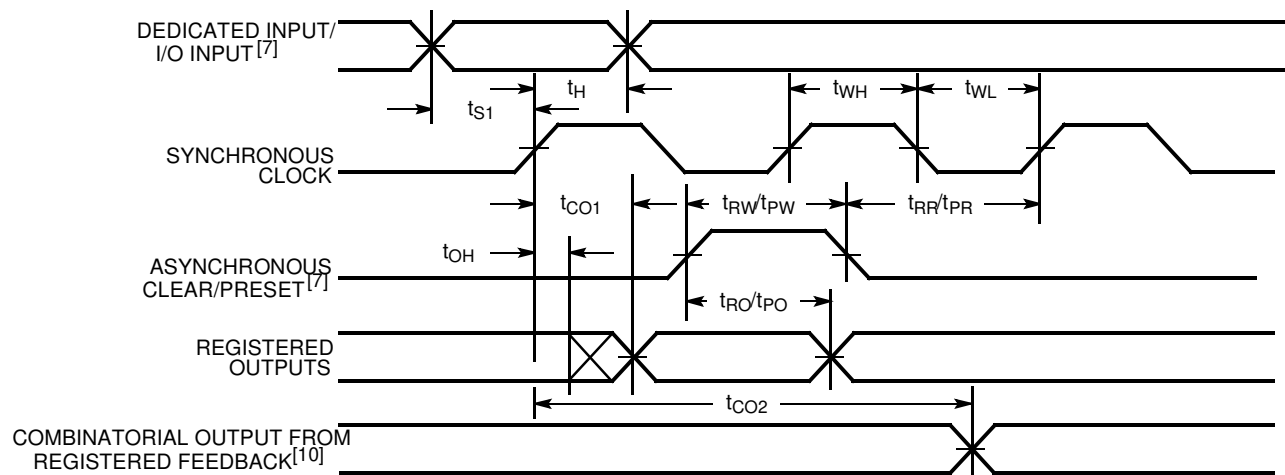 DEDICATED INPUT/
I/O INPUT[7]
tH
tWH
tWL
tS1
SYNCHRONOUS
CLOCK
tCO1
tRW/tPW
tRR/tPR
tOH
ASYNCHRONOUS
CLEAR/PRESET[7]
tRO/tPO
REGISTERED
OUTPUTS
tCO2
COMBINATORIAL OUTPUT FROM
REGISTERED FEEDBACK[10]